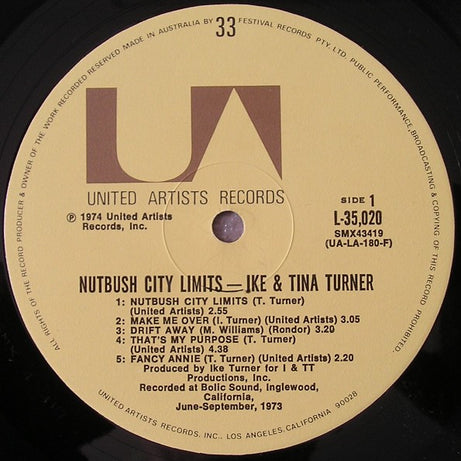 ALL RIGHTS OF THE RECORD PRODUCER & OWNER OF THE WORK RECORDED RESERVED MADE IN AUSTRALIA BY FESTIVAL RECORDS PTY. LTD. PUBLIC PERFORMANCE, BROADCASTING & COPYING OF THIS RECORD PROHIBITED.
33
UA
UNITED ARTISTS RECORDS
℗ 1974 United Artists
Records, Inc.
SIDE 1
L-35,020
SMX43419
(UA-LA-180-F)
NUTBUSH CITY LIMITS — IKE & TINA TURNER
1: NUTBUSH CITY LIMITS (T. Turner)
(United Artists) 2.55
2: MAKE ME OVER (I. Turner) (United Artists) 3.05
3: DRIFT AWAY (M. Williams) (Rondor) 3.20
4: THAT'S MY PURPOSE (T. Turner)
(United Artists) 4.38
5: FANCY ANNIE (T. Turner) (United Artists) 2.20
Produced by Ike Turner for I & TT
Productions, Inc.
Recorded at Bolic Sound, Inglewood,
California,
June-September, 1973
UNITED ARTISTS RECORDS, INC., LOS ANGELES, CALIFORNIA 90028